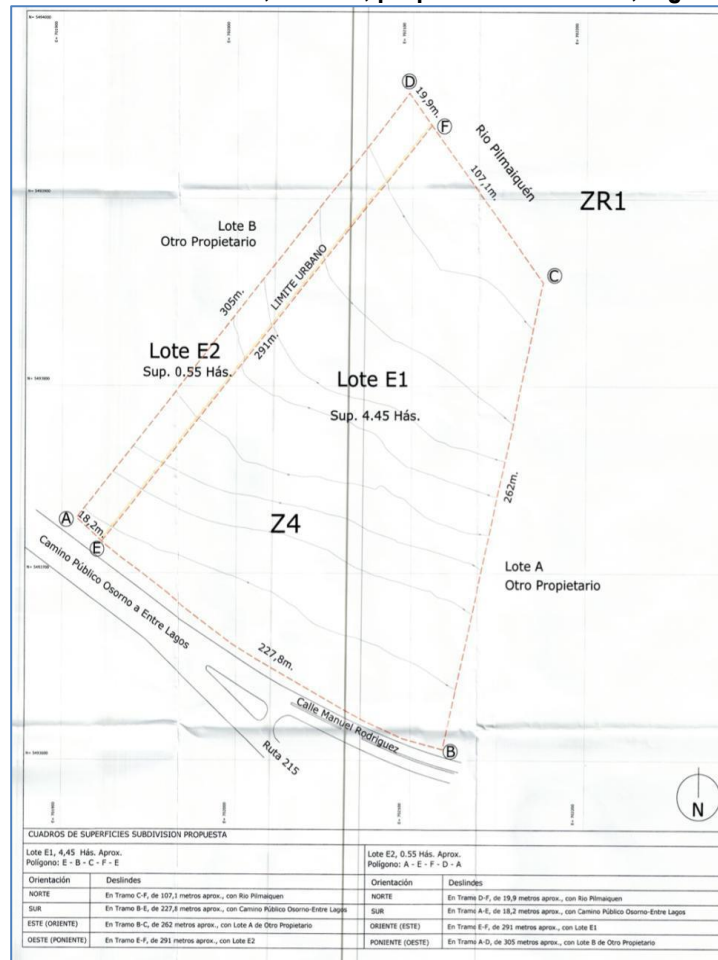 D
19,9m.
F
Rio Pilmaiquén
107,1m.
ZR1
Lote B
Otro Propietario
LIMITE URBANO
305m.
291m.
C
Lote E2
Sup. 0.55 Hás.
Lote E1
Sup. 4.45 Hás.
262m.
A
18,2m.
E
Z4
Lote A
Otro Propietario
Camino Público Osorno a Entre Lagos
227,8m.
Calle Manuel Rodriguez
B
Ruta 215
N
CUADROS DE SUPERFICIES SUBDIVISION PROPUESTA
Lote E1, 4,45 Hás. Aprox.
Polígono: E - B - C - F - E
Orientación Deslindes
NORTE En Tramo C-F, de 107,1 metros aprox., con Rio Pilmaiquen
SUR En Tramo B-E, de 227,8 metros aprox., con Camino Público Osorno-Entre Lagos
ESTE (ORIENTE) En Tramo B-C, de 262 metros aprox., con Lote A de Otro Propietario
OESTE (PONIENTE) En Tramo E-F, de 291 metros aprox., con Lote E2
Lote E2, 0.55 Hás. Aprox.
Polígono: A - E - F - D - A
Orientación Deslindes
NORTE En Tramo D-F, de 19,9 metros aprox., con Rio Pilmaiquen
SUR En Tramo A-E, de 18,2 metros aprox., con Camino Público Osorno-Entre Lagos
ORIENTE (ESTE) En Tramo E-F, de 291 metros aprox., con Lote E1
PONIENTE (OESTE) En Tramo A-D, de 305 metros aprox., con Lote B de Otro Propietario